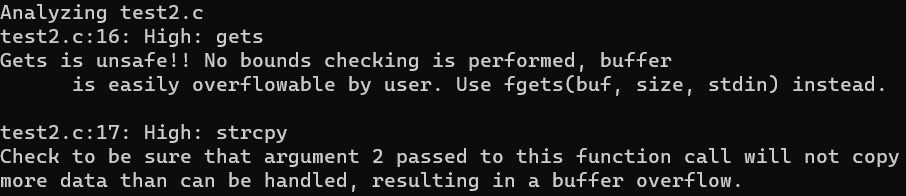 Analyzing test2.c
test2.c:16: High: gets
Gets is unsafe!! No bounds checking is performed, buffer
is easily overflowable by user. Use fgets(buf, size, stdin) instead.
test2.c:17: High: strcpy
Check to be sure that argument 2 passed to this function call will not copy
more data than can be handled, resulting in a buffer overflow.